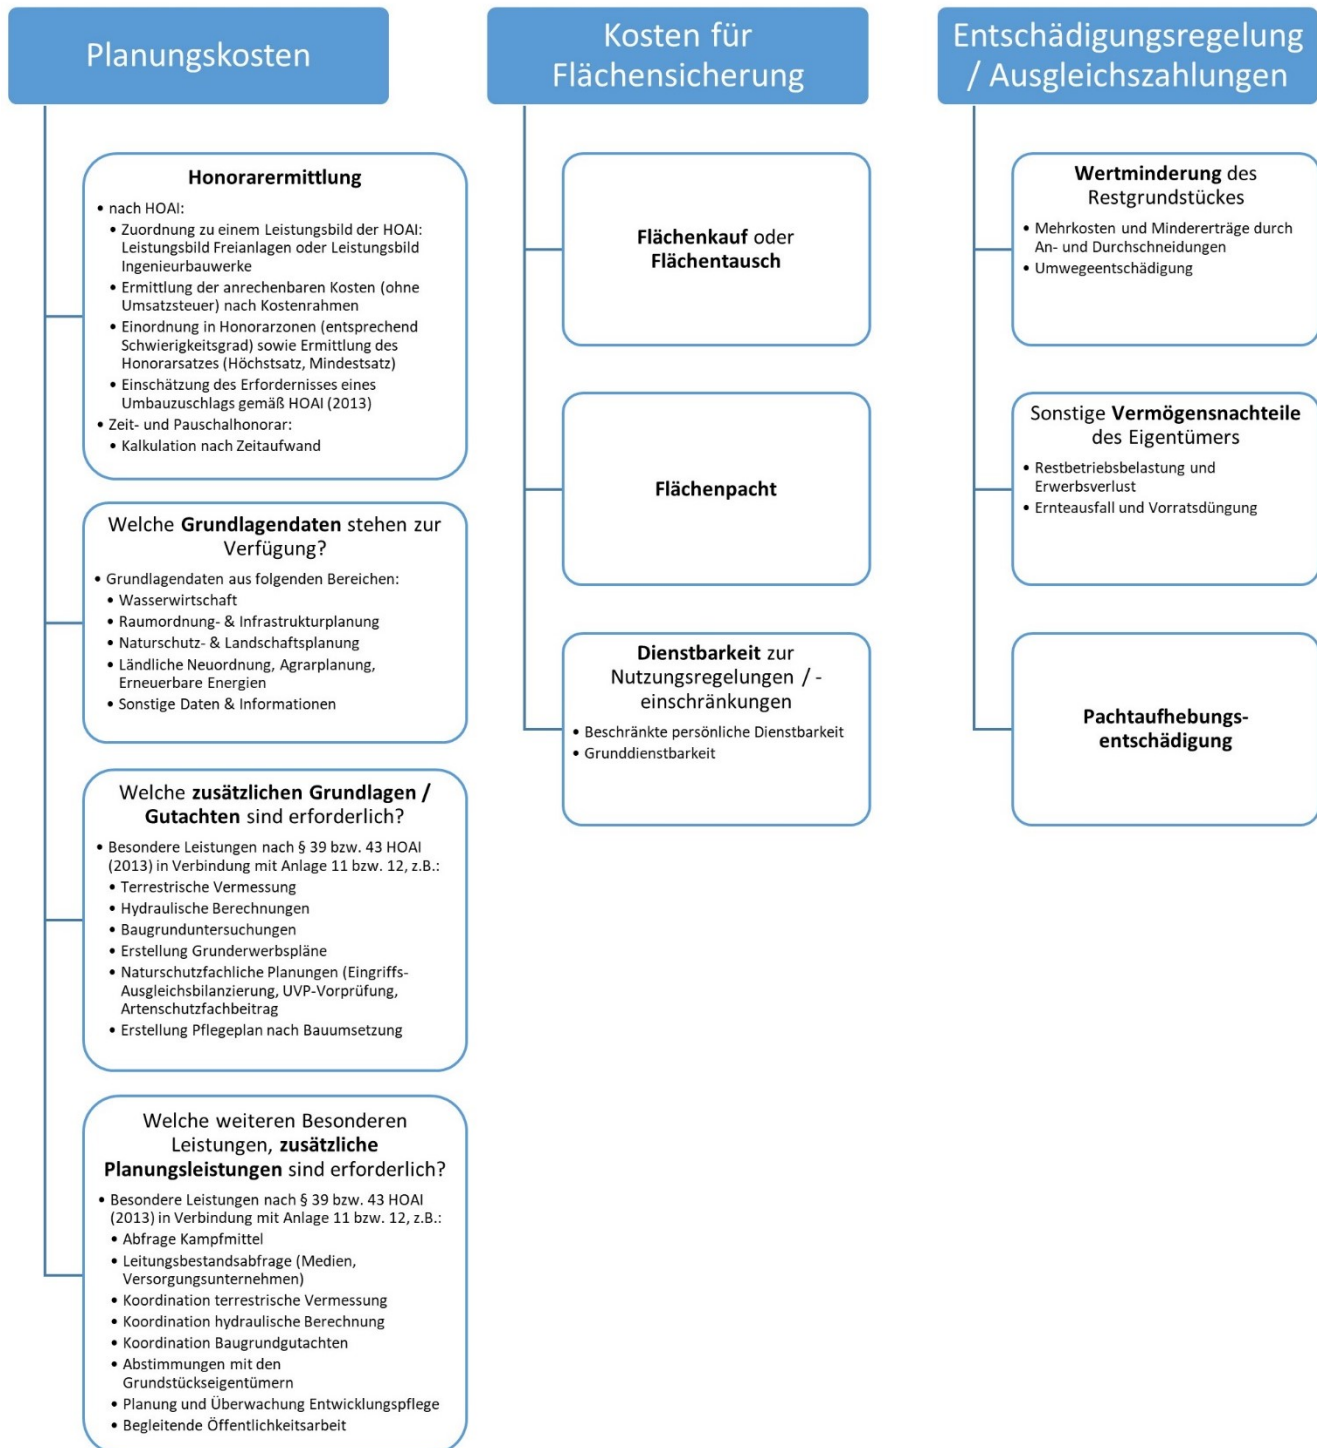 Planungskosten
Honorarermittlung
• nach HOAI:
• Zuordnung zu einem Leistungsbild der HOAI:
Leistungsbild Freianlagen oder Leistungsbild
Ingenieurbauwerke
• Ermittlung der anrechenbaren Kosten (ohne
Umsatzsteuer) nach Kostenrahmen
• Einordnung in Honorarzonen (entsprechend
Schwierigkeitsgrad) sowie Ermittlung des
Honorarsatzes (Höchstsatz, Mindestsatz)
• Einschätzung des Erfordernisses eines
Umbauzuschlags gemäß HOAI (2013)
• Zeit- und Pauschalhonorar:
• Kalkulation nach Zeitaufwand
Welche Grundlagendaten stehen zur
Verfügung?
• Grundlagendaten aus folgenden Bereichen:
• Wasserwirtschaft
• Raumordnung- & Infrastrukturplanung
• Naturschutz- & Landschaftsplanung
• Ländliche Neuordnung, Agrarplanung,
Erneuerbare Energien
• Sonstige Daten & Informationen
Welche zusätzlichen Grundlagen /
Gutachten sind erforderlich?
• Besondere Leistungen nach § 39 bzw. 43 HOAI
(2013) in Verbindung mit Anlage 11 bzw. 12, z.B.:
• Terrestrische Vermessung
• Hydraulische Berechnungen
• Baugrunduntersuchungen
• Erstellung Grunderwerbspläne
• Naturschutzfachliche Planungen (Eingriffs-
Ausgleichsbilanzierung, UVP-Vorprüfung,
Artenschutzfachbeitrag
• Erstellung Pflegeplan nach Bauumsetzung
Welche weiteren Besonderen
Leistungen, zusätzliche
Planungsleistungen sind erforderlich?
• Besondere Leistungen nach § 39 bzw. 43 HOAI
(2013) in Verbindung mit Anlage 11 bzw. 12, z.B.:
• Abfrage Kampfmittel
• Leitungsbestandsabfrage (Medien,
Versorgungsunternehmen)
• Koordination terrestrische Vermessung
• Koordination hydraulische Berechnung
• Koordination Baugrundgutachten
• Abstimmungen mit den
Grundstückseigentümern
• Planung und Überwachung Entwicklungspflege
• Begleitende Öffentlichkeitsarbeit
Kosten für
Flächensicherung
Flächenkauf oder
Flächentausch
Flächenpacht
Dienstbarkeit zur
Nutzungsregelungen / -
einschränkungen
• Beschränkte persönliche Dienstbarkeit
• Grunddienstbarkeit
Entschädigungsregelung
/ Ausgleichszahlungen
Wertminderung des
Restgrundstückes
• Mehrkosten und Mindererträge durch
An- und Durchschneidungen
• Umwegeentschädigung
Sonstige Vermögensnachteile
des Eigentümers
• Restbetriebsbelastung und
Erwerbsverlust
• Ernteausfall und Vorratsdüngung
Pachtaufhebungs-
entschädigung